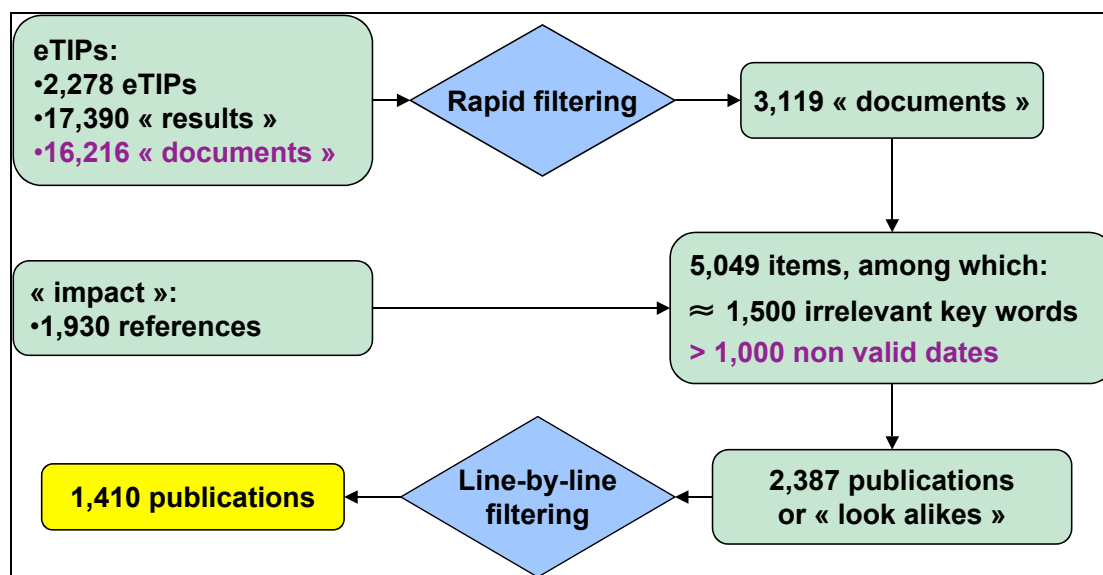 eTIPs:
•2,278 eTIPs
•17,390 « results »
•16,216 « documents »
Rapid filtering
3,119 « documents »
« impact »:
•1,930 references
5,049 items, among which:
≈ 1,500 irrelevant key words
> 1,000 non valid dates
2,387 publications
or « look alikes »
Line-by-line
filtering
1,410 publications